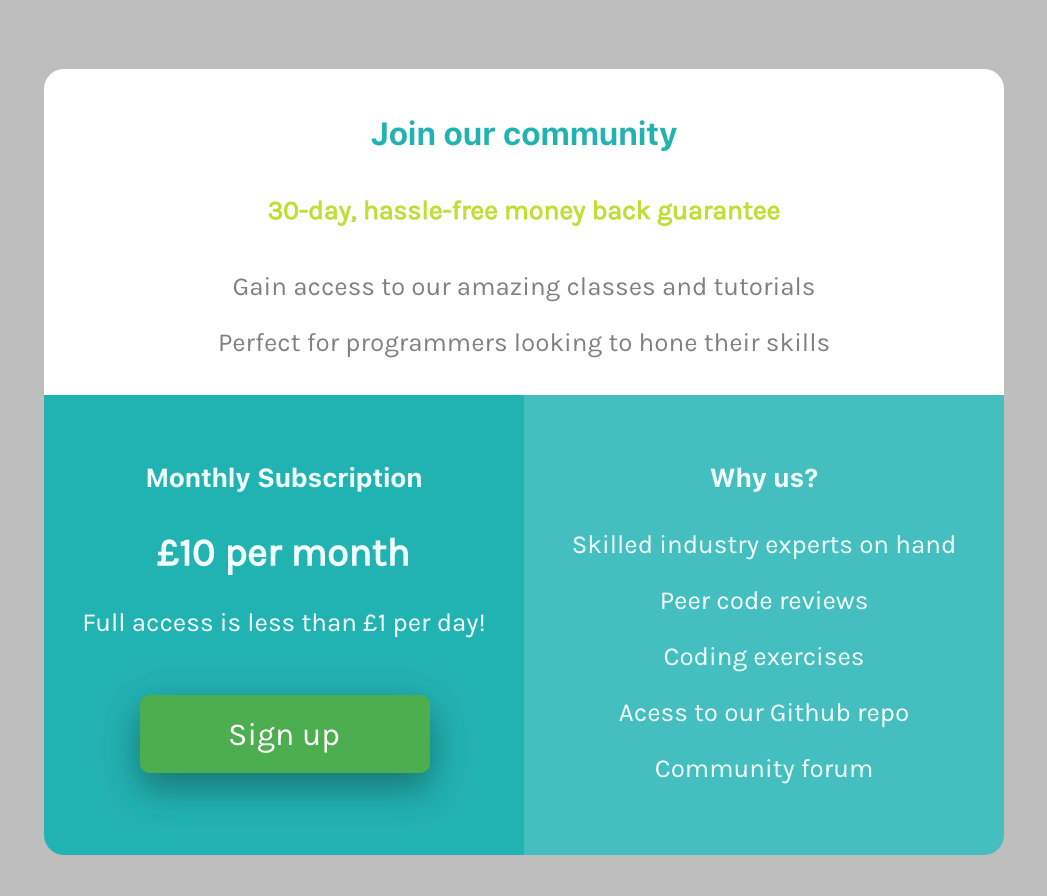 Join our community
30-day, hassle-free money back guarantee
Gain access to our amazing classes and tutorials
Perfect for programmers looking to hone their skills
Monthly Subscription
£10 per month
Full access is less than £1 per day!
Sign up
Why us?
Skilled industry experts on hand
Peer code reviews
Coding exercises
Acess to our Github repo
Community forum